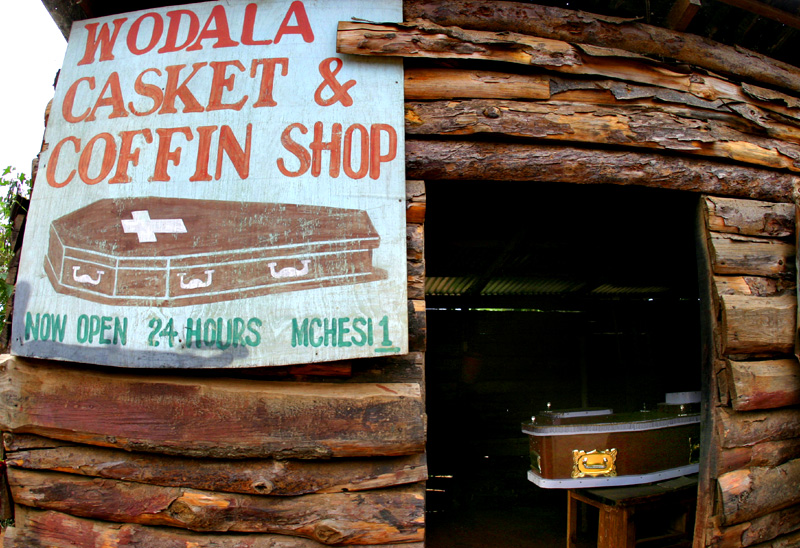 WODALA
CASKET &
COFFIN SHOP
NOW OPEN 24 HOURS MCHESI 1